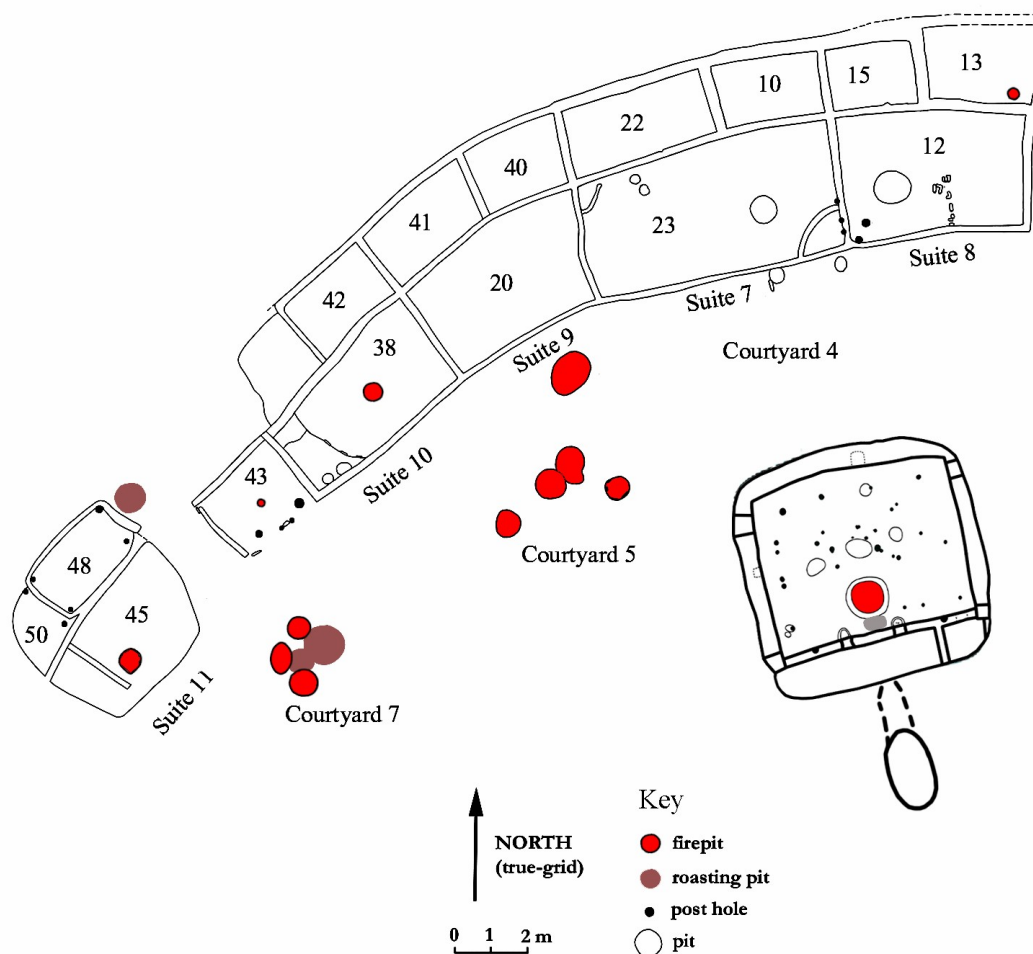 13
15
10
22
12
40
41
23
20
42
38
Suite 8
Suite 7
Courtyard 4
Suite 9
43
Suite 10
48
Courtyard 5
45
50
Suite 11
Courtyard 7
NORTH
(true-grid)
0 1 2 m
Key
firepit
roasting pit
post hole
pit